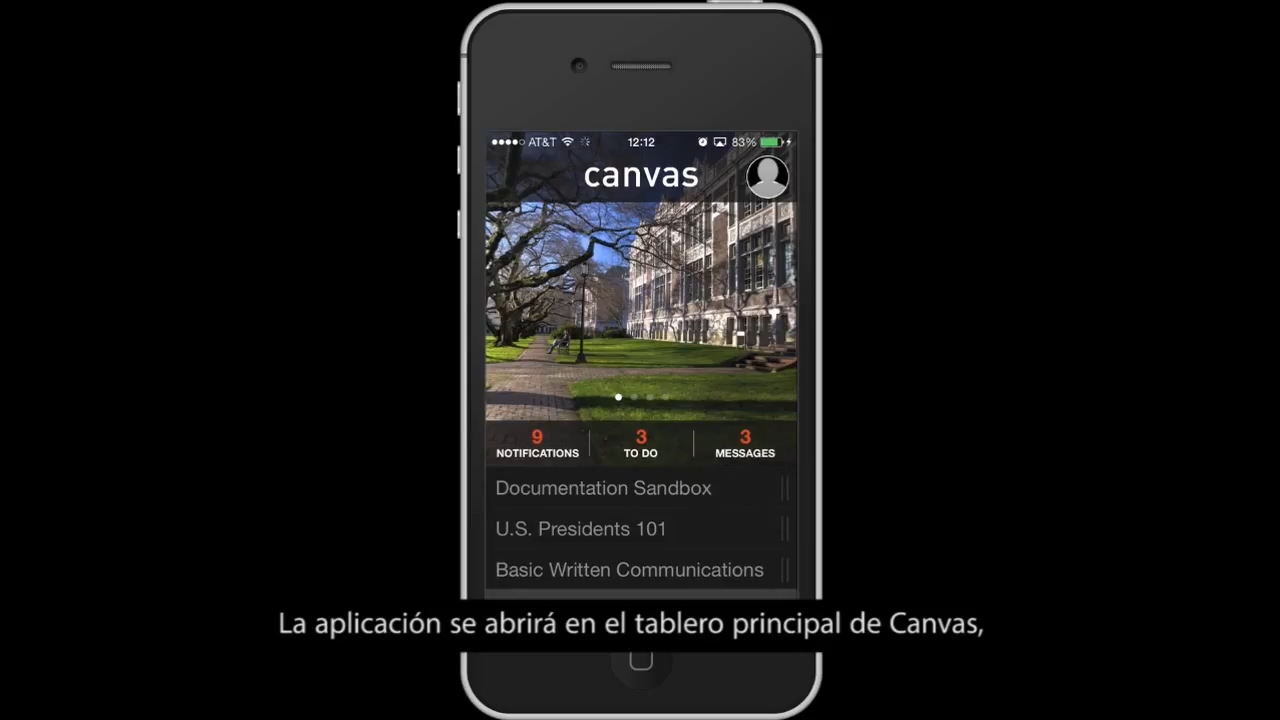 AT&T 12:12 83%
canvas
9 3 3
NOTIFICATIONS TO DO MESSAGES
Documentation Sandbox
U.S. Presidents 101
Basic Written Communications
La aplicación se abrirá en el tablero principal de Canvas,